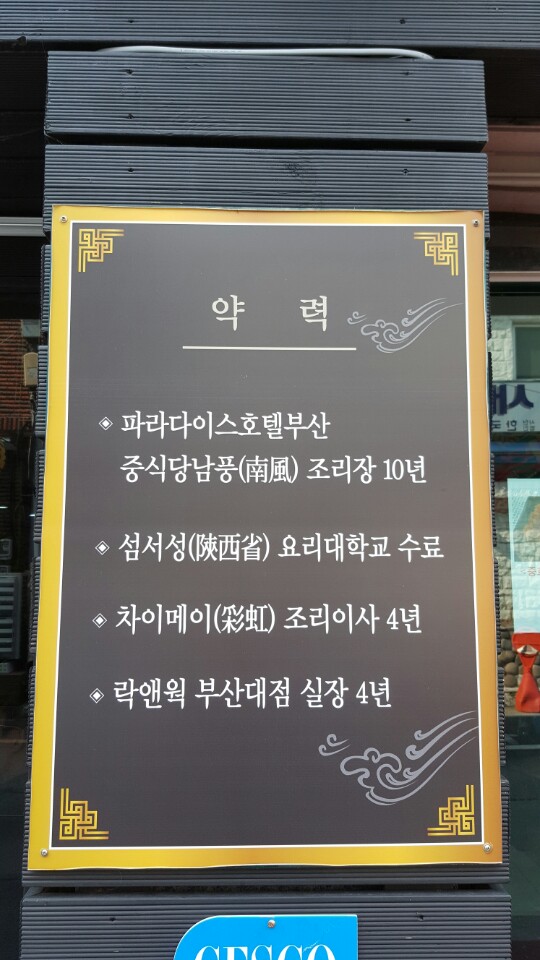 약 력
◈ 파라다이스호텔부산
중식당남풍(南風) 조리장 10년
◈ 섬서성(陝西省) 요리대학교 수료
◈ 차이메이(彩虹) 조리이사 4년
◈ 락앤웍 부산대점 실장 4년
CESCO